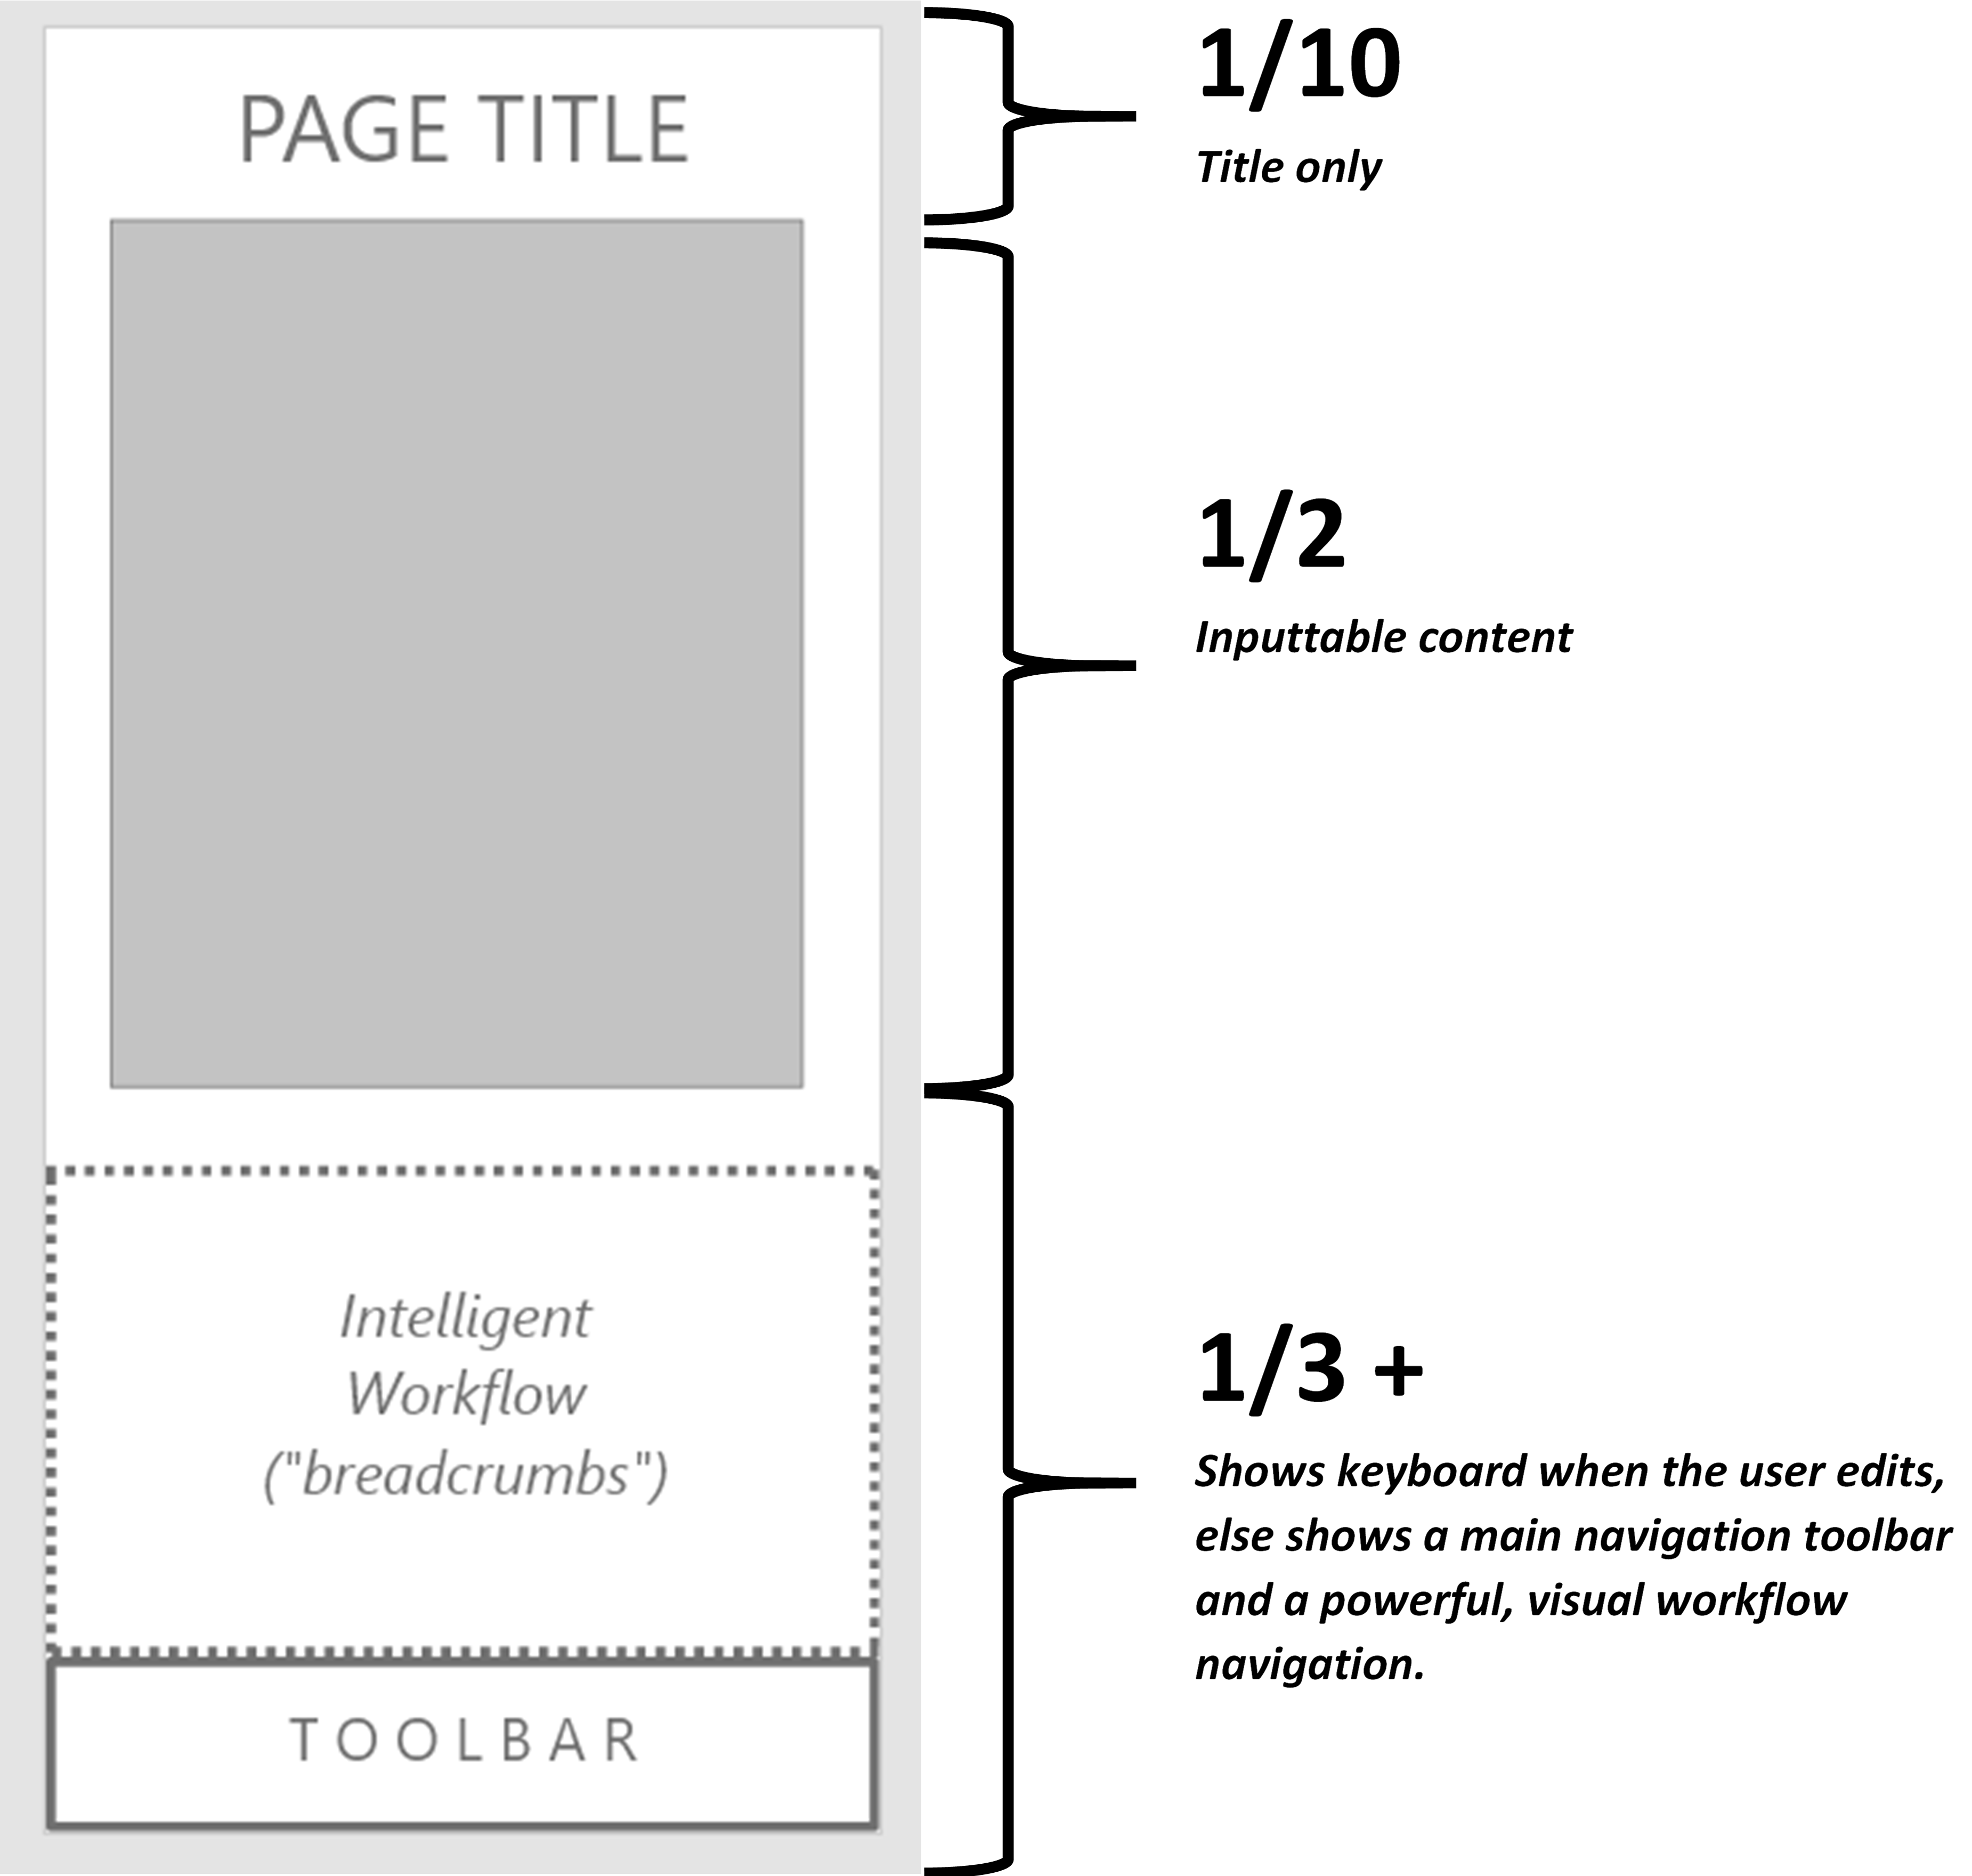 PAGE TITLE
1/10
Title only
1/2
Inputtable content
Intelligent
Workflow
("breadcrumbs")
TOOLBAR
1/3 +
Shows keyboard when the user edits,
else shows a main navigation toolbar
and a powerful, visual workflow
navigation.